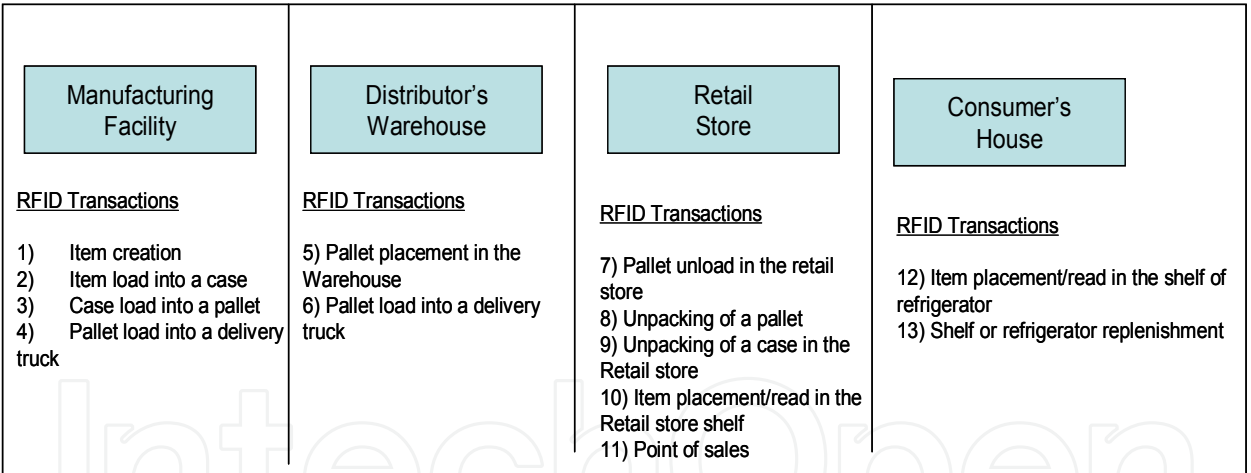 Manufacturing
Facility
RFID Transactions
1) Item creation
2) Item load into a case
3) Case load into a pallet
4) Pallet load into a delivery
truck
Distributor's
Warehouse
RFID Transactions
5) Pallet placement in the
Warehouse
6) Pallet load into a delivery
truck
Retail
Store
RFID Transactions
7) Pallet unload in the retail
store
8) Unpacking of a pallet
9) Unpacking of a case in the
Retail store
10) Item placement/read in the
Retail store shelf
11) Point of sales
Consumer's
House
RFID Transactions
12) Item placement/read in the shelf of
refrigerator
13) Shelf or refrigerator replenishment
IntechOpen